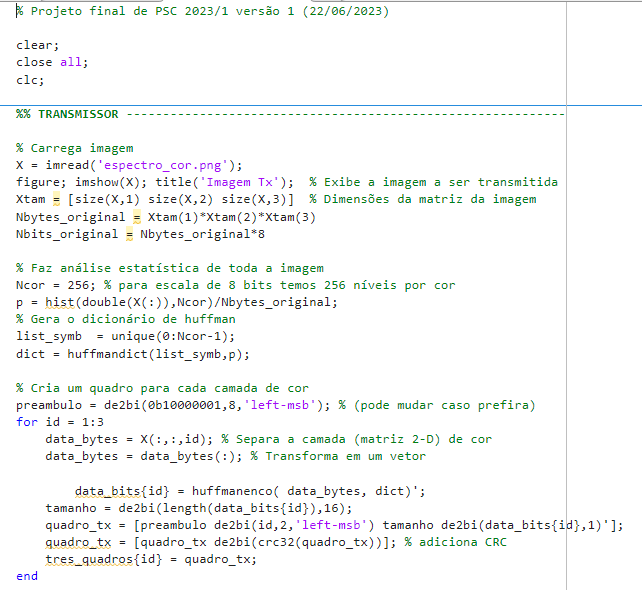 % Projeto final de PSC 2023/1 versão 1 (22/06/2023)
clear;
close all;
clc;
%% TRANSMISSOR ------------------------------------------------------------
% Carrega imagem
X = imread('espectro_cor.png');
figure; imshow(X); title('Imagem Tx');  % Exibe a imagem a ser transmitida
Xtam = [size(X,1) size(X,2) size(X,3)]  % Dimensões da matriz da imagem
Nbytes_original = Xtam(1)*Xtam(2)*Xtam(3)
Nbits_original = Nbytes_original*8
% Faz análise estatística de toda a imagem
Ncor = 256; % para escala de 8 bits temos 256 níveis por cor
p = hist(double(X(:)),Ncor)/Nbytes_original;
% Gera o dicionário de huffman
list_symb  = unique(0:Ncor-1);
dict = huffmandict(list_symb,p);
% Cria um quadro para cada camada de cor
preambulo = de2bi(0b10000001,8,'left-msb'); % (pode mudar caso prefira)
for id = 1:3
    data_bytes = X(:,:,id); % Separa a camada (matriz 2-D) de cor
    data_bytes = data_bytes(:); % Transforma em um vetor
        data_bits{id} = huffmanenco( data_bytes, dict)';
    tamanho = de2bi(length(data_bits{id}),16);
    quadro_tx = [preambulo de2bi(id,2,'left-msb') tamanho de2bi(data_bits{id},1)'];
    quadro_tx = [quadro_tx de2bi(crc32(quadro_tx))]; % adiciona CRC
    tres_quadros{id} = quadro_tx;
end